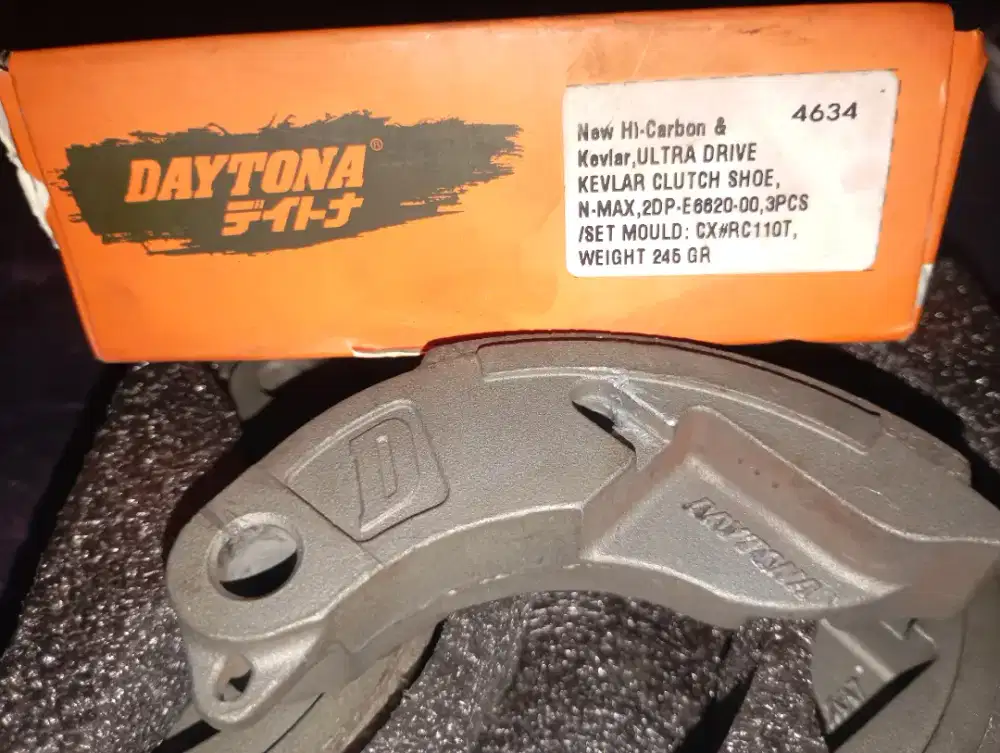 DAYTONA®
デイトナ
4634
New Hi-Carbon &
Kevlar,ULTRA DRIVE
KEVLAR CLUTCH SHOE,
N-MAX,2DP-E6620-00,3PCS
/SET MOULD: CX#RC110T,
WEIGHT 245 GR
D
DAYTONA